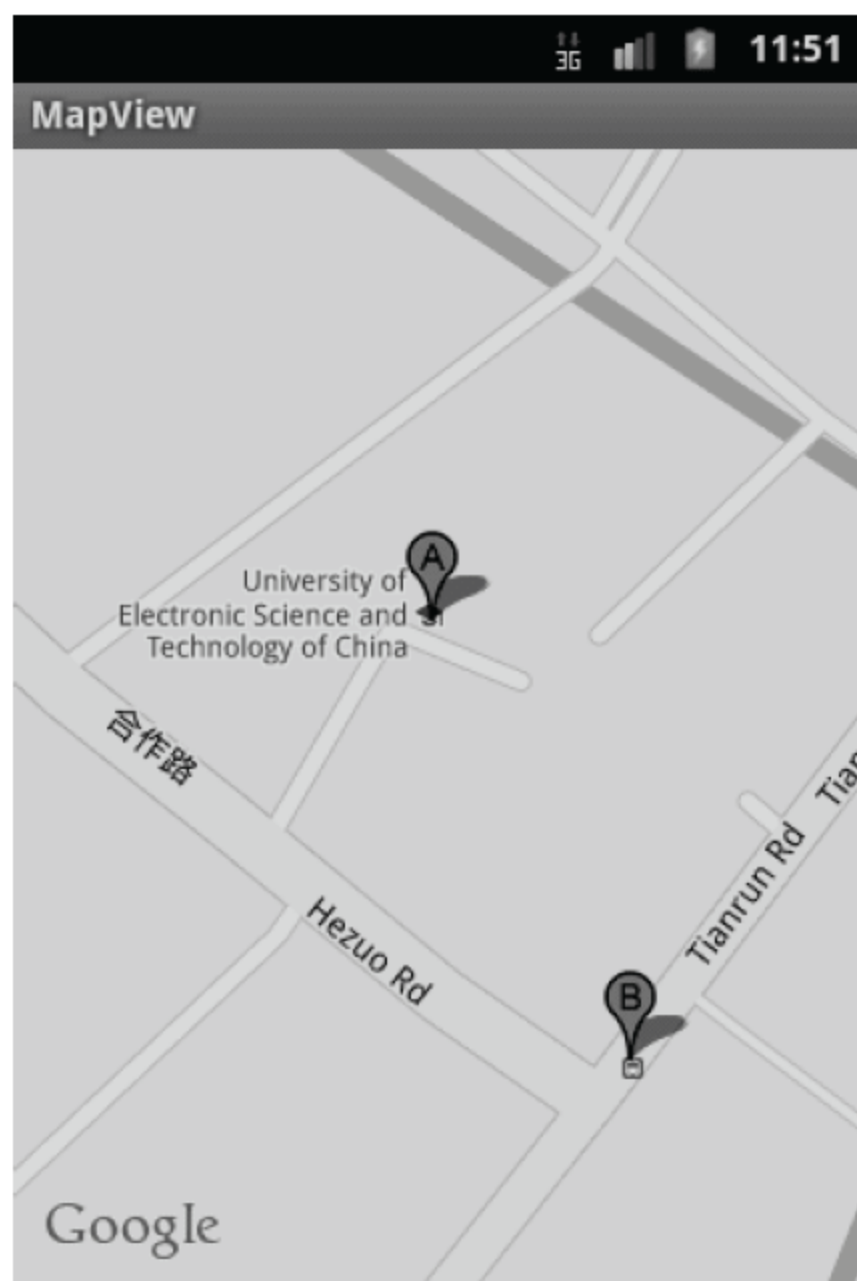 3G 11:51
MapView
A
University of
Electronic Science and
Technology of China
合作路
Tian
Tianrun Rd
Hezuo Rd
B
Google